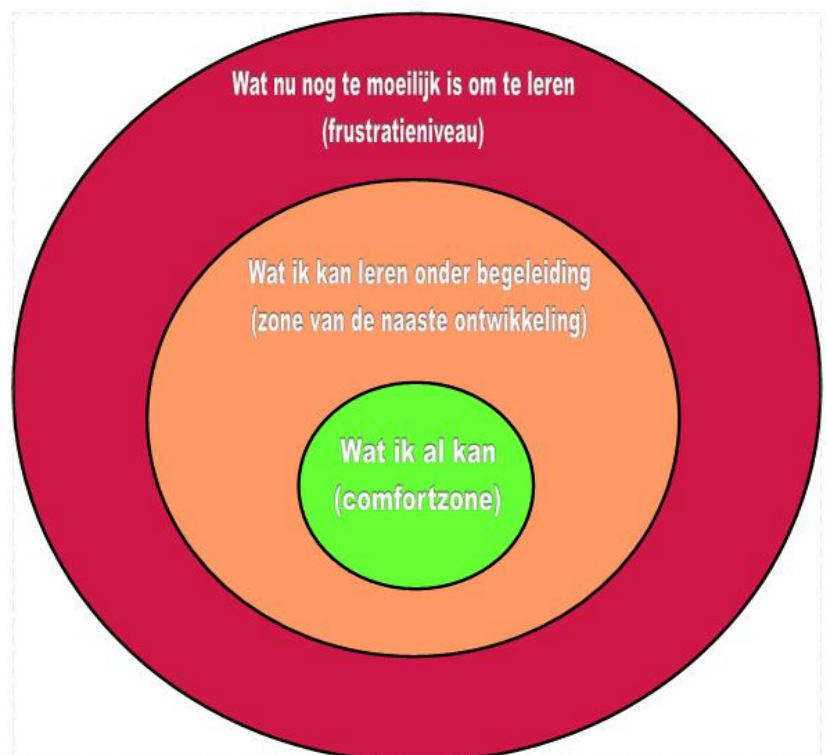 Wat nu nog te moeilijk is om te leren
(frustratieniveau)
Wat ik kan leren onder begeleiding
(zone van de naaste ontwikkeling)
Wat ik al kan
(comfortzone)